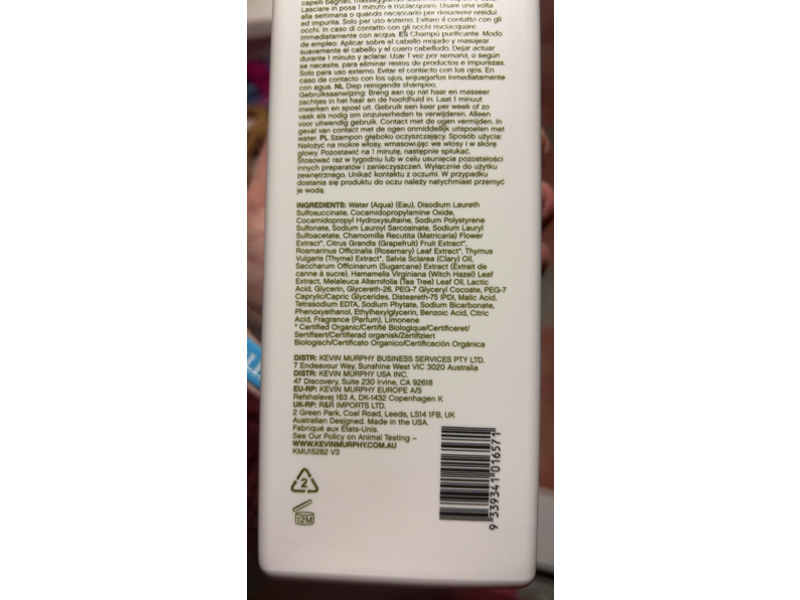 capelli bagnati, massaggiando
Lasciare in posa 1 minuto e risciacquare. Usare una volta
alla settimana o quando necessario per rimuovere residui
ed impurità. Solo per uso esterno. Evitare il contatto con gli
occhi. In caso di contatto con gli occhi risciacquare
immediatamente con acqua. ES Champú purificante. Modo
de empleo: Aplicar sobre el cabello mojado y masajear
suavemente el cabello y el cuero cabelludo. Dejar actuar
durante 1 minuto y aclarar. Usar 1 vez por semana, o según
se necesite, para eliminar restos de productos e impurezas.
Solo para uso externo. Evitar el contacto con los ojos. En
caso de contacto con los ojos, enjuagarlos inmediatamente
con agua. NL Diep reinigende shampoo.
Gebruiksaanwijzing: Breng aan op nat haar en masseer
zachtjes in het haar en de hoofdhuid in. Laat 1 minuut
inwerken en spoel uit. Gebruik een keer per week of zo
vaak als nodig om onzuiverheden te verwijderen. Alleen
voor uitwendig gebruik. Contact met de ogen vermijden. In
geval van contact met de ogen onmiddellijk uitspoelen met
water. PL Szampon głęboko oczyszczający. Sposób użycia:
Nałożyć na mokre włosy, wmasowując we włosy i w skórę
głowy. Pozostawić na 1 minutę, następnie spłukać.
Stosować raz w tygodniu lub w celu usunięcia pozostałości
innych preparatów i zanieczyszczeń. Wyłącznie do użytku
zewnętrznego. Unikać kontaktu z oczumi. W przypadku
dostania się produktu do oczu należy natychmiast przemyć
je wodą.
INGREDIENTS: Water (Aqua) (Eau), Disodium Laureth
Sulfosuccinate, Cocamidopropylamine Oxide,
Cocamidopropyl Hydroxysultaine, Sodium Polystyrene
Sulfonate, Sodium Lauroyl Sarcosinate, Sodium Lauryl
Sulfoacetate, Chamomilla Recutita (Matricaria) Flower
Extract*, Citrus Grandis (Grapefruit) Fruit Extract*,
Rosmarinus Officinalis (Rosemary) Leaf Extract*, Thymus
Vulgaris (Thyme) Extract*, Salvia Sclarea (Clary) Oil,
Saccharum Officinarum (Sugarcane) Extract (Extrait de
canne à sucre), Hamamelis Virginiana (Witch Hazel) Leaf
Extract, Melaleuca Alternifolia (Tea Tree) Leaf Oil, Lactic
Acid, Glycerin, Glycereth-26, PEG-7 Glyceryl Cocoate, PEG-7
Caprylic/Capric Glycerides, Disteareth-75 IPDI, Malic Acid,
Tetrasodium EDTA, Sodium Phytate, Sodium Bicarbonate,
Phenoxyethanol, Ethylhexylglycerin, Benzoic Acid, Citric
Acid, Fragrance (Parfum), Limonene
* Certified Organic/Certifié Biologique/Certificeret/
Sertifisert/Certifierad organisk/Zertifiziert
Biologisch/Certificato Organico/Certificación Orgánica
DISTR: KEVIN MURPHY BUSINESS SERVICES PTY LTD.
7 Endeavour Way, Sunshine West VIC 3020 Australia
DISTR: KEVIN MURPHY USA INC.
47 Discovery, Suite 230 Irvine, CA 92618
EU-RP: KEVIN MURPHY EUROPE A/S
Refshalevej 163 A, DK-1432 Copenhagen K
UK-RP: R&R IMPORTS LTD.
2 Green Park, Coal Road, Leeds, LS14 1FB, UK
Australian Designed. Made in the USA.
Fabriqué aux États-Unis.
See Our Policy on Animal Testing –
WWW.KEVINMURPHY.COM.AU
KMU15282 V3
2
12M
9 339341 016571